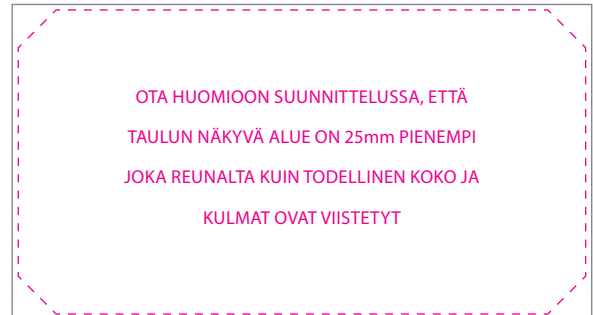 OTA HUOMIOON SUUNNITTELUSSA, ETTÄ
TAULUN NÄKYVÄ ALUE ON 25mm PIENEMPI
JOKA REUNALTA KUIN TODELLINEN KOKO JA
KULMAT OVAT VIISTETYT